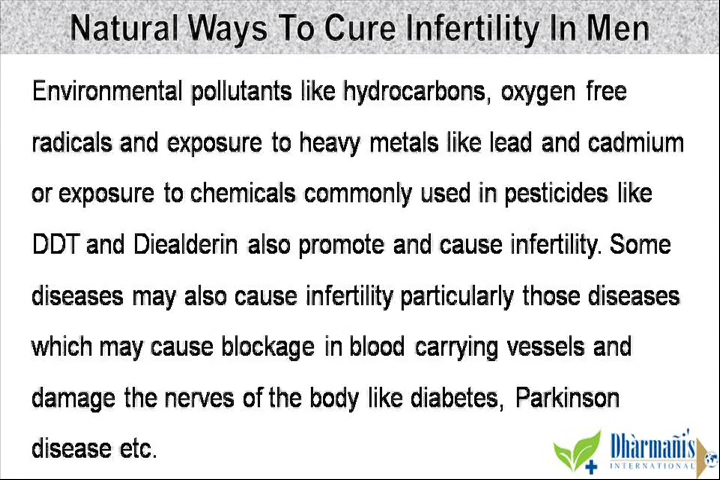 Natural Ways To Cure Infertility In Men
Environmental pollutants like hydrocarbons, oxygen free
radicals and exposure to heavy metals like lead and cadmium
or exposure to chemicals commonly used in pesticides like
DDT and Diealderin also promote and cause infertility. Some
diseases may also cause infertility particularly those diseases
which may cause blockage in blood carrying vessels and
damage the nerves of the body like diabetes, Parkinson
disease etc.
Dhàrmañi's
INTERNATIONAL